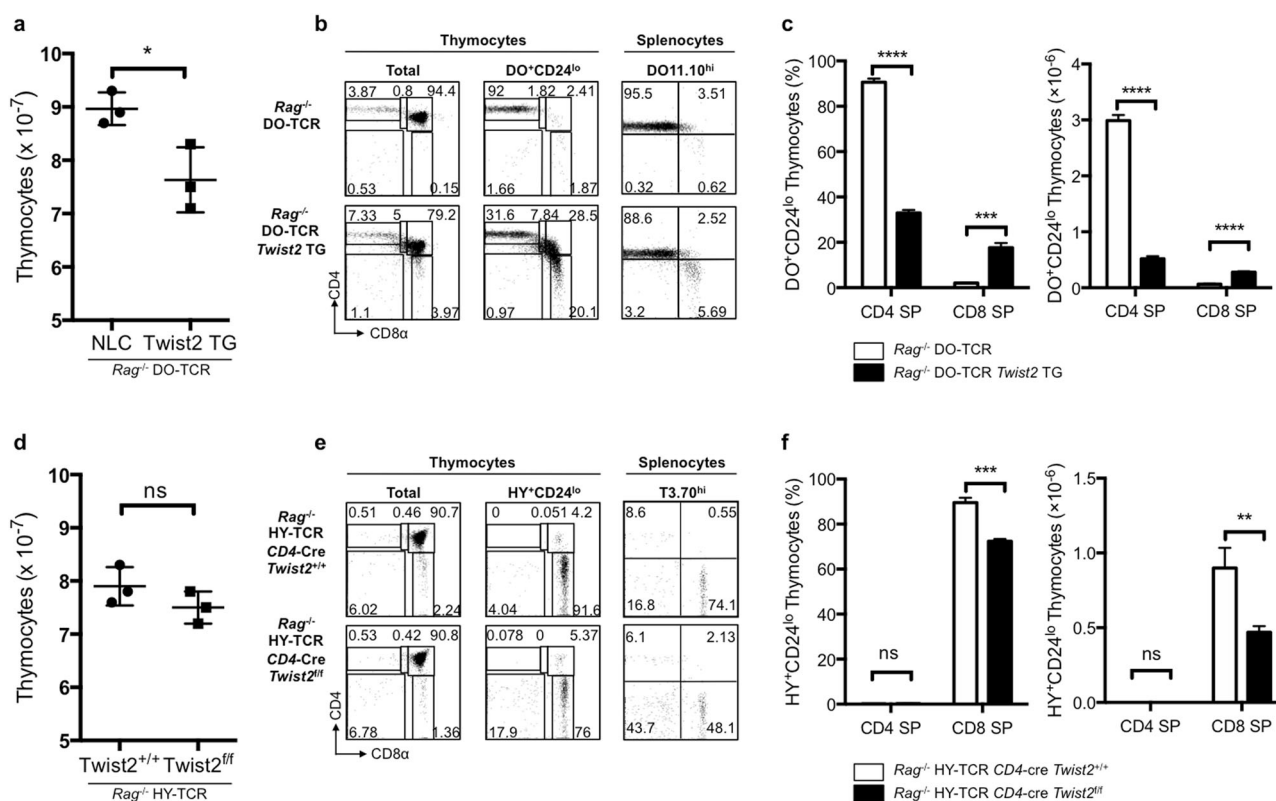 a
Thymocytes (x 10⁻⁷)
10
9
8
7
6
5
*
NLC Twist2 TG
Rag⁻/⁻ DO-TCR
b
Thymocytes
Splenocytes
Total
DO⁺CD24ˡᵒ
DO11.10ʰⁱ
Rag⁻/⁻
DO-TCR
3.87 0.8 94.4
0.53 0.15
92 1.82 2.41
1.66 1.87
95.5 3.51
0.32 0.62
Rag⁻/⁻
DO-TCR
Twist2 TG
7.33 5 79.2
1.1 3.97
31.6 7.84 28.5
0.97 20.1
88.6 2.52
3.2 5.69
CD4
CD8α
c
DO⁺CD24ˡᵒ Thymocytes (%)
100
80
60
40
20
0
****
***
CD4 SP CD8 SP
DO⁺CD24ˡᵒ Thymocytes (×10⁻⁶)
4
3
2
1
0
****
****
CD4 SP CD8 SP
Rag⁻/⁻ DO-TCR
Rag⁻/⁻ DO-TCR Twist2 TG
d
Thymocytes (x 10⁻⁷)
10
9
8
7
6
5
ns
Twist2⁺/⁺ Twist2ᶠ/ᶠ
Rag⁻/⁻ HY-TCR
e
Thymocytes
Splenocytes
Total
HY⁺CD24ˡᵒ
T3.70ʰⁱ
Rag⁻/⁻
HY-TCR
CD4-Cre
Twist2⁺/⁺
0.51 0.46 90.7
6.02 2.24
0 0.051 4.2
4.04 91.6
8.6 0.55
16.8 74.1
Rag⁻/⁻
HY-TCR
CD4-Cre
Twist2ᶠ/ᶠ
0.53 0.42 90.8
6.78 1.36
0.078 0 5.37
17.9 76
6.1 2.13
43.7 48.1
CD4
CD8α
f
HY⁺CD24ˡᵒ Thymocytes (%)
100
80
60
40
20
0
ns
***
CD4 SP CD8 SP
HY⁺CD24ˡᵒ Thymocytes (×10⁻⁶)
1.5
1.0
0.5
0.0
ns
**
CD4 SP CD8 SP
Rag⁻/⁻ HY-TCR CD4-cre Twist2⁺/⁺
Rag⁻/⁻ HY-TCR CD4-cre Twist2ᶠ/ᶠ